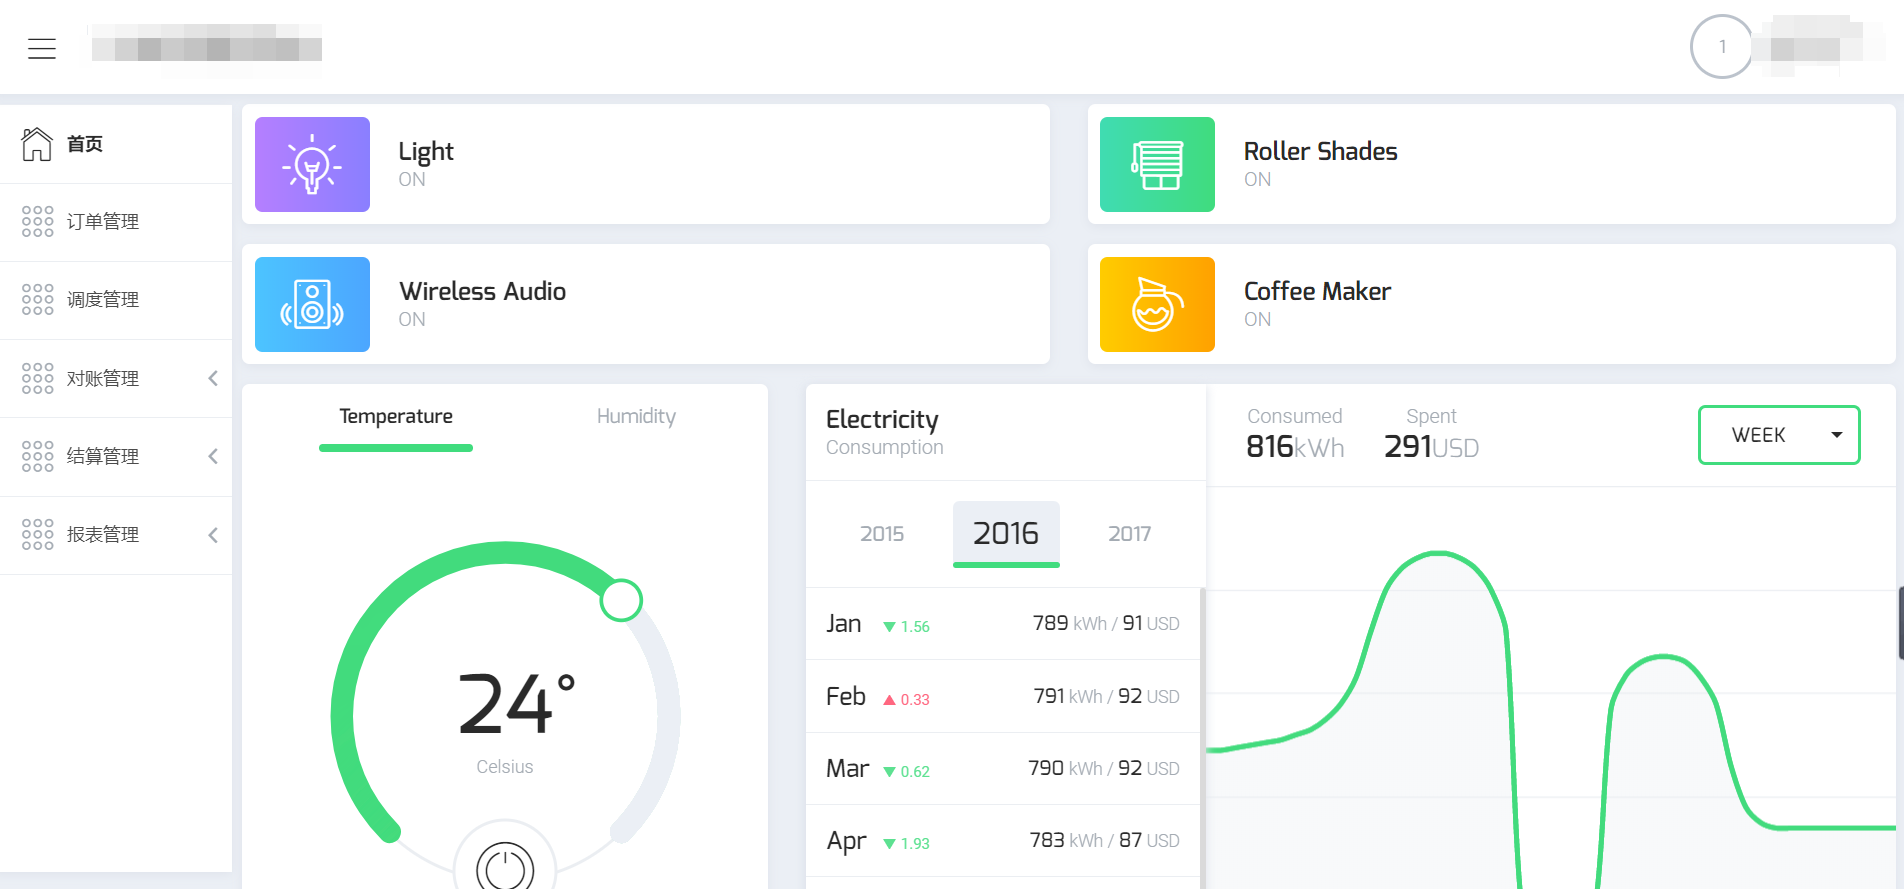 1
首页
订单管理
调度管理
对账管理
结算管理
报表管理
Light
ON
Roller Shades
ON
Wireless Audio
ON
Coffee Maker
ON
Temperature
Humidity
24°
Celsius
Electricity
Consumption
2015
2016
2017
Jan 1.56 789 kWh / 91 USD
Feb 0.33 791 kWh / 92 USD
Mar 0.62 790 kWh / 92 USD
Apr 1.93 783 kWh / 87 USD
Consumed
816kWh
Spent
291USD
WEEK